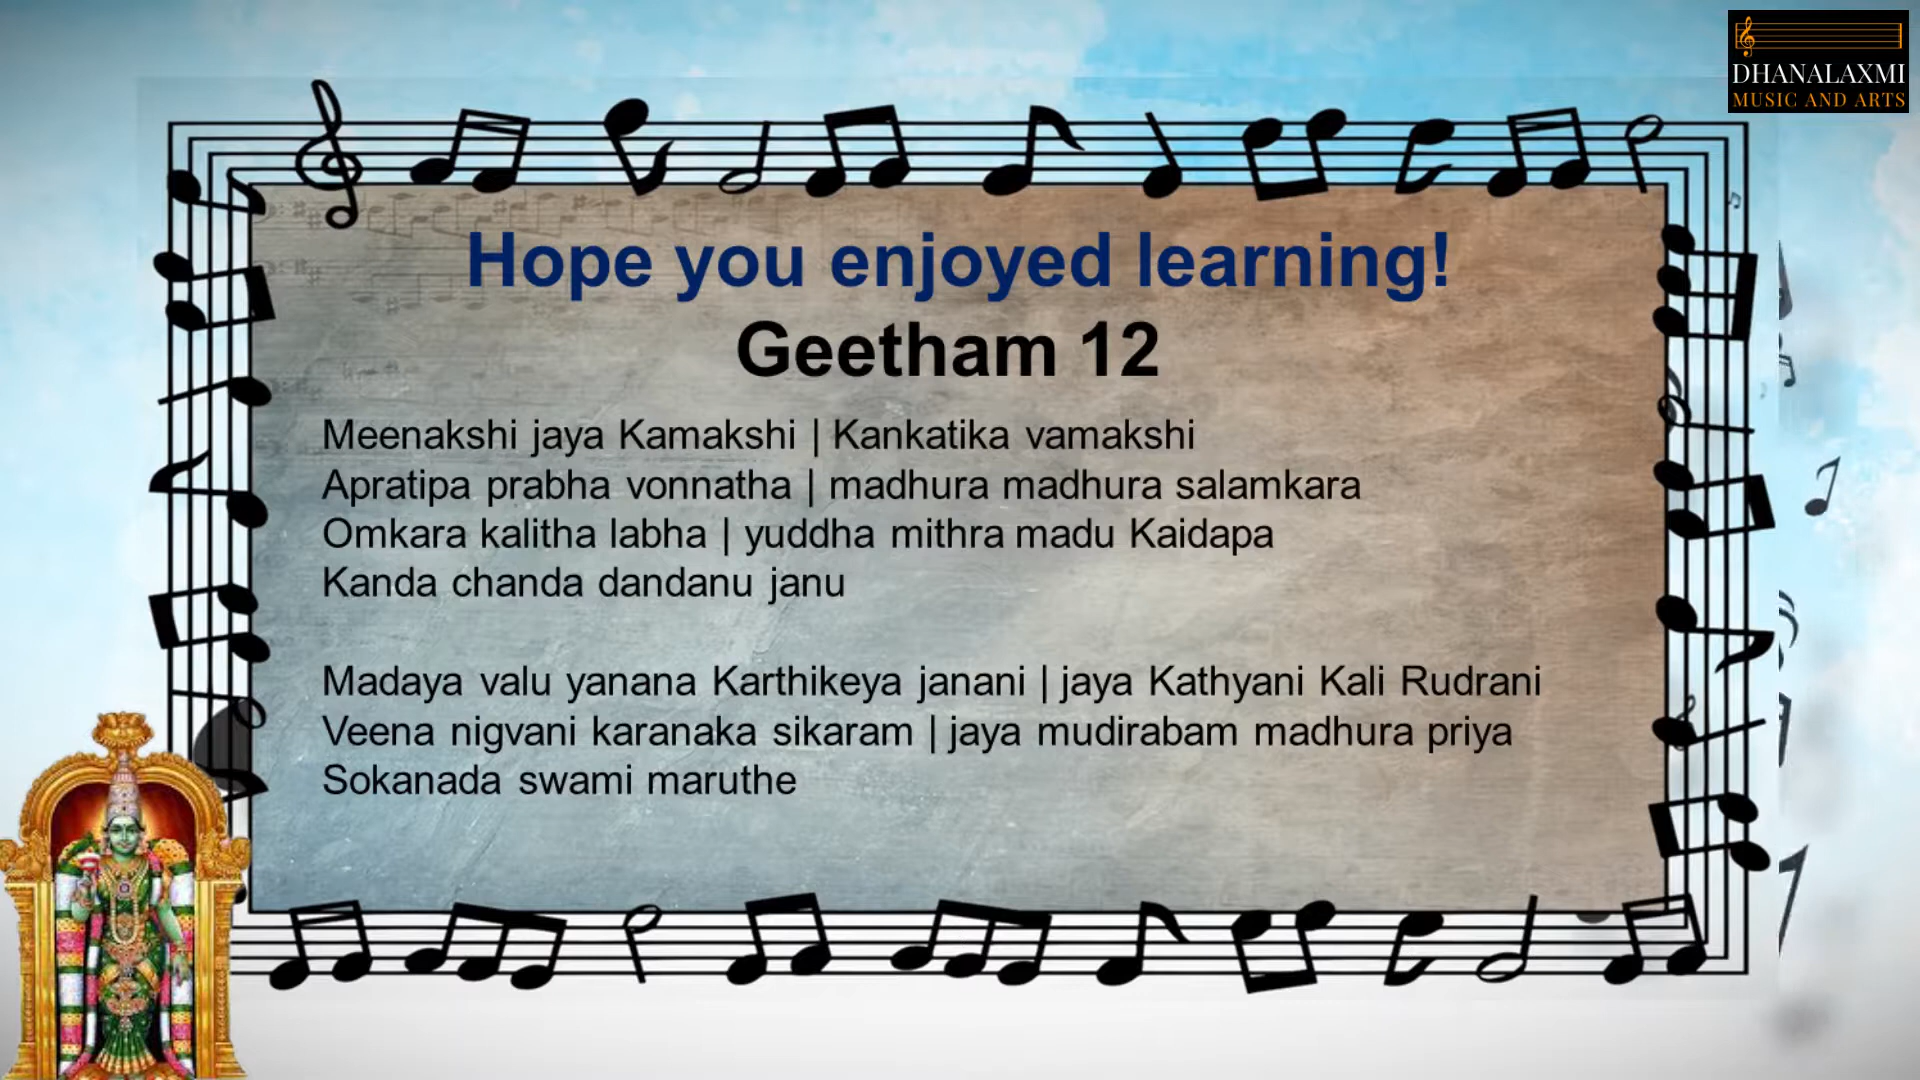 DHANALAXMI
MUSIC AND ARTS
Hope you enjoyed learning!
Geetham 12
Meenakshi jaya Kamakshi | Kankatika vamakshi
Apratipa prabha vonnatha | madhura madhura salamkara
Omkara kalitha labha | yuddha mithra madu Kaidapa
Kanda chanda dandanu janu
Madaya valu yanana Karthikeya janani | jaya Kathyani Kali Rudrani
Veena nigvani karanaka sikaram | jaya mudirabam madhura priya
Sokanada swami maruthe